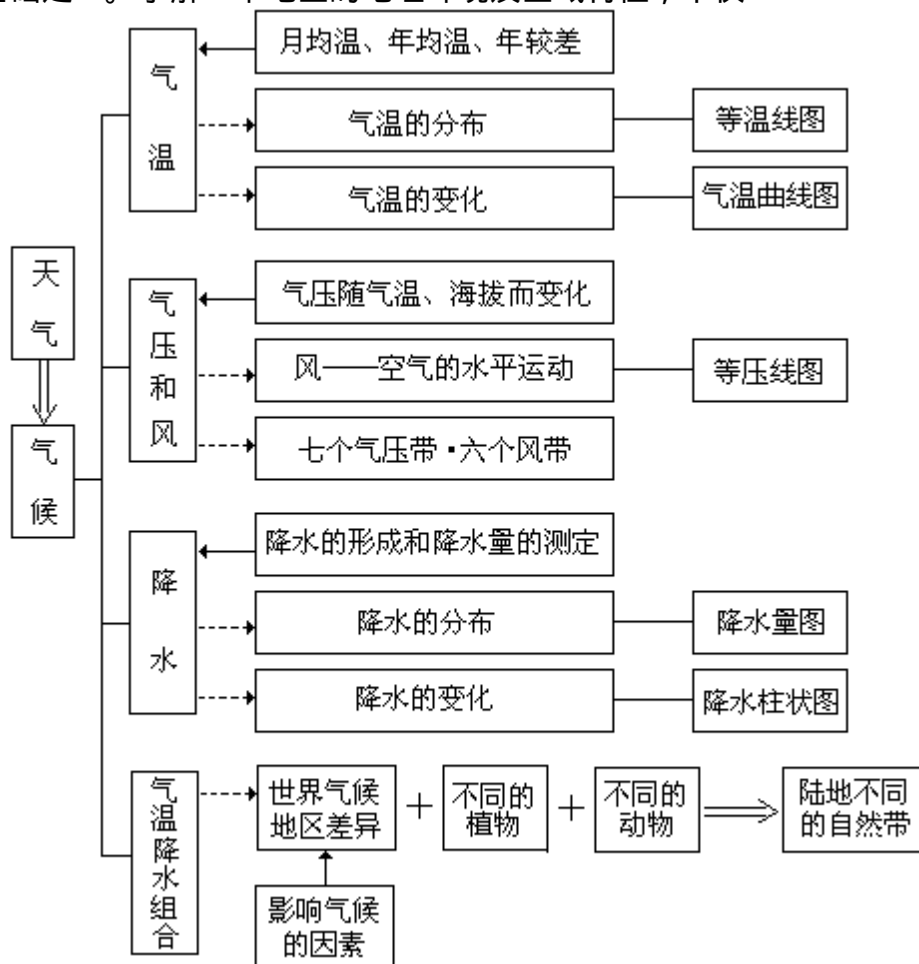 月均温、年均温、年较差
气温
气温的分布
等温线图
气温的变化
气温曲线图
天气
气候
气压和风
气压随气温、海拔而变化
风——空气的水平运动
等压线图
七个气压带·六个风带
降水
降水的形成和降水量的测定
降水的分布
降水量图
降水的变化
降水柱状图
气温降水组合
世界气候
地区差异
+
不同的
植物
+
不同的
动物
陆地不同
的自然带
影响气候
的因素